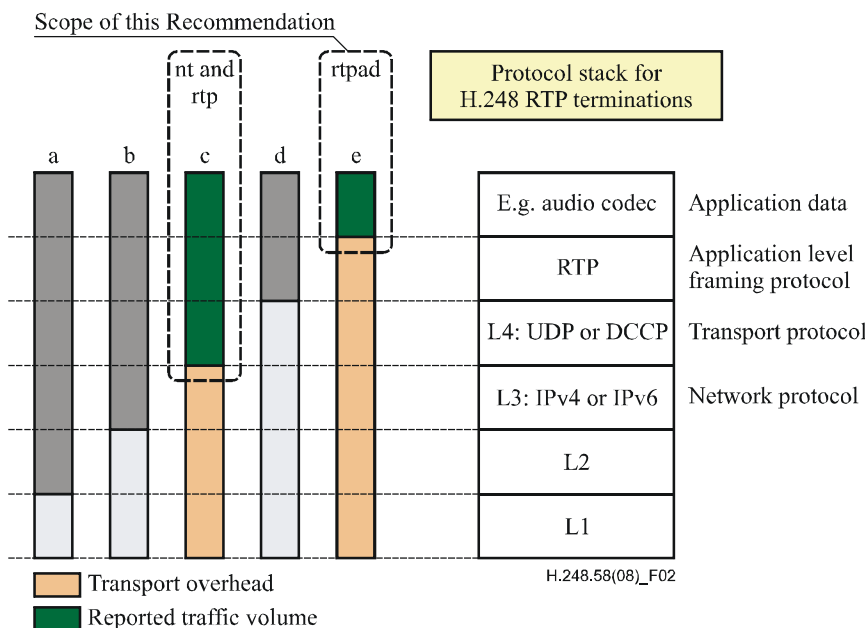 Scope of this Recommendation
nt and
rtp
rtpad
Protocol stack for
H.248 RTP terminations
a
b
c
d
e
E.g. audio codec
Application data
RTP
Application level
framing protocol
L4: UDP or DCCP
Transport protocol
L3: IPv4 or IPv6
Network protocol
L2
L1
H.248.58(08)_F02
Transport overhead
Reported traffic volume